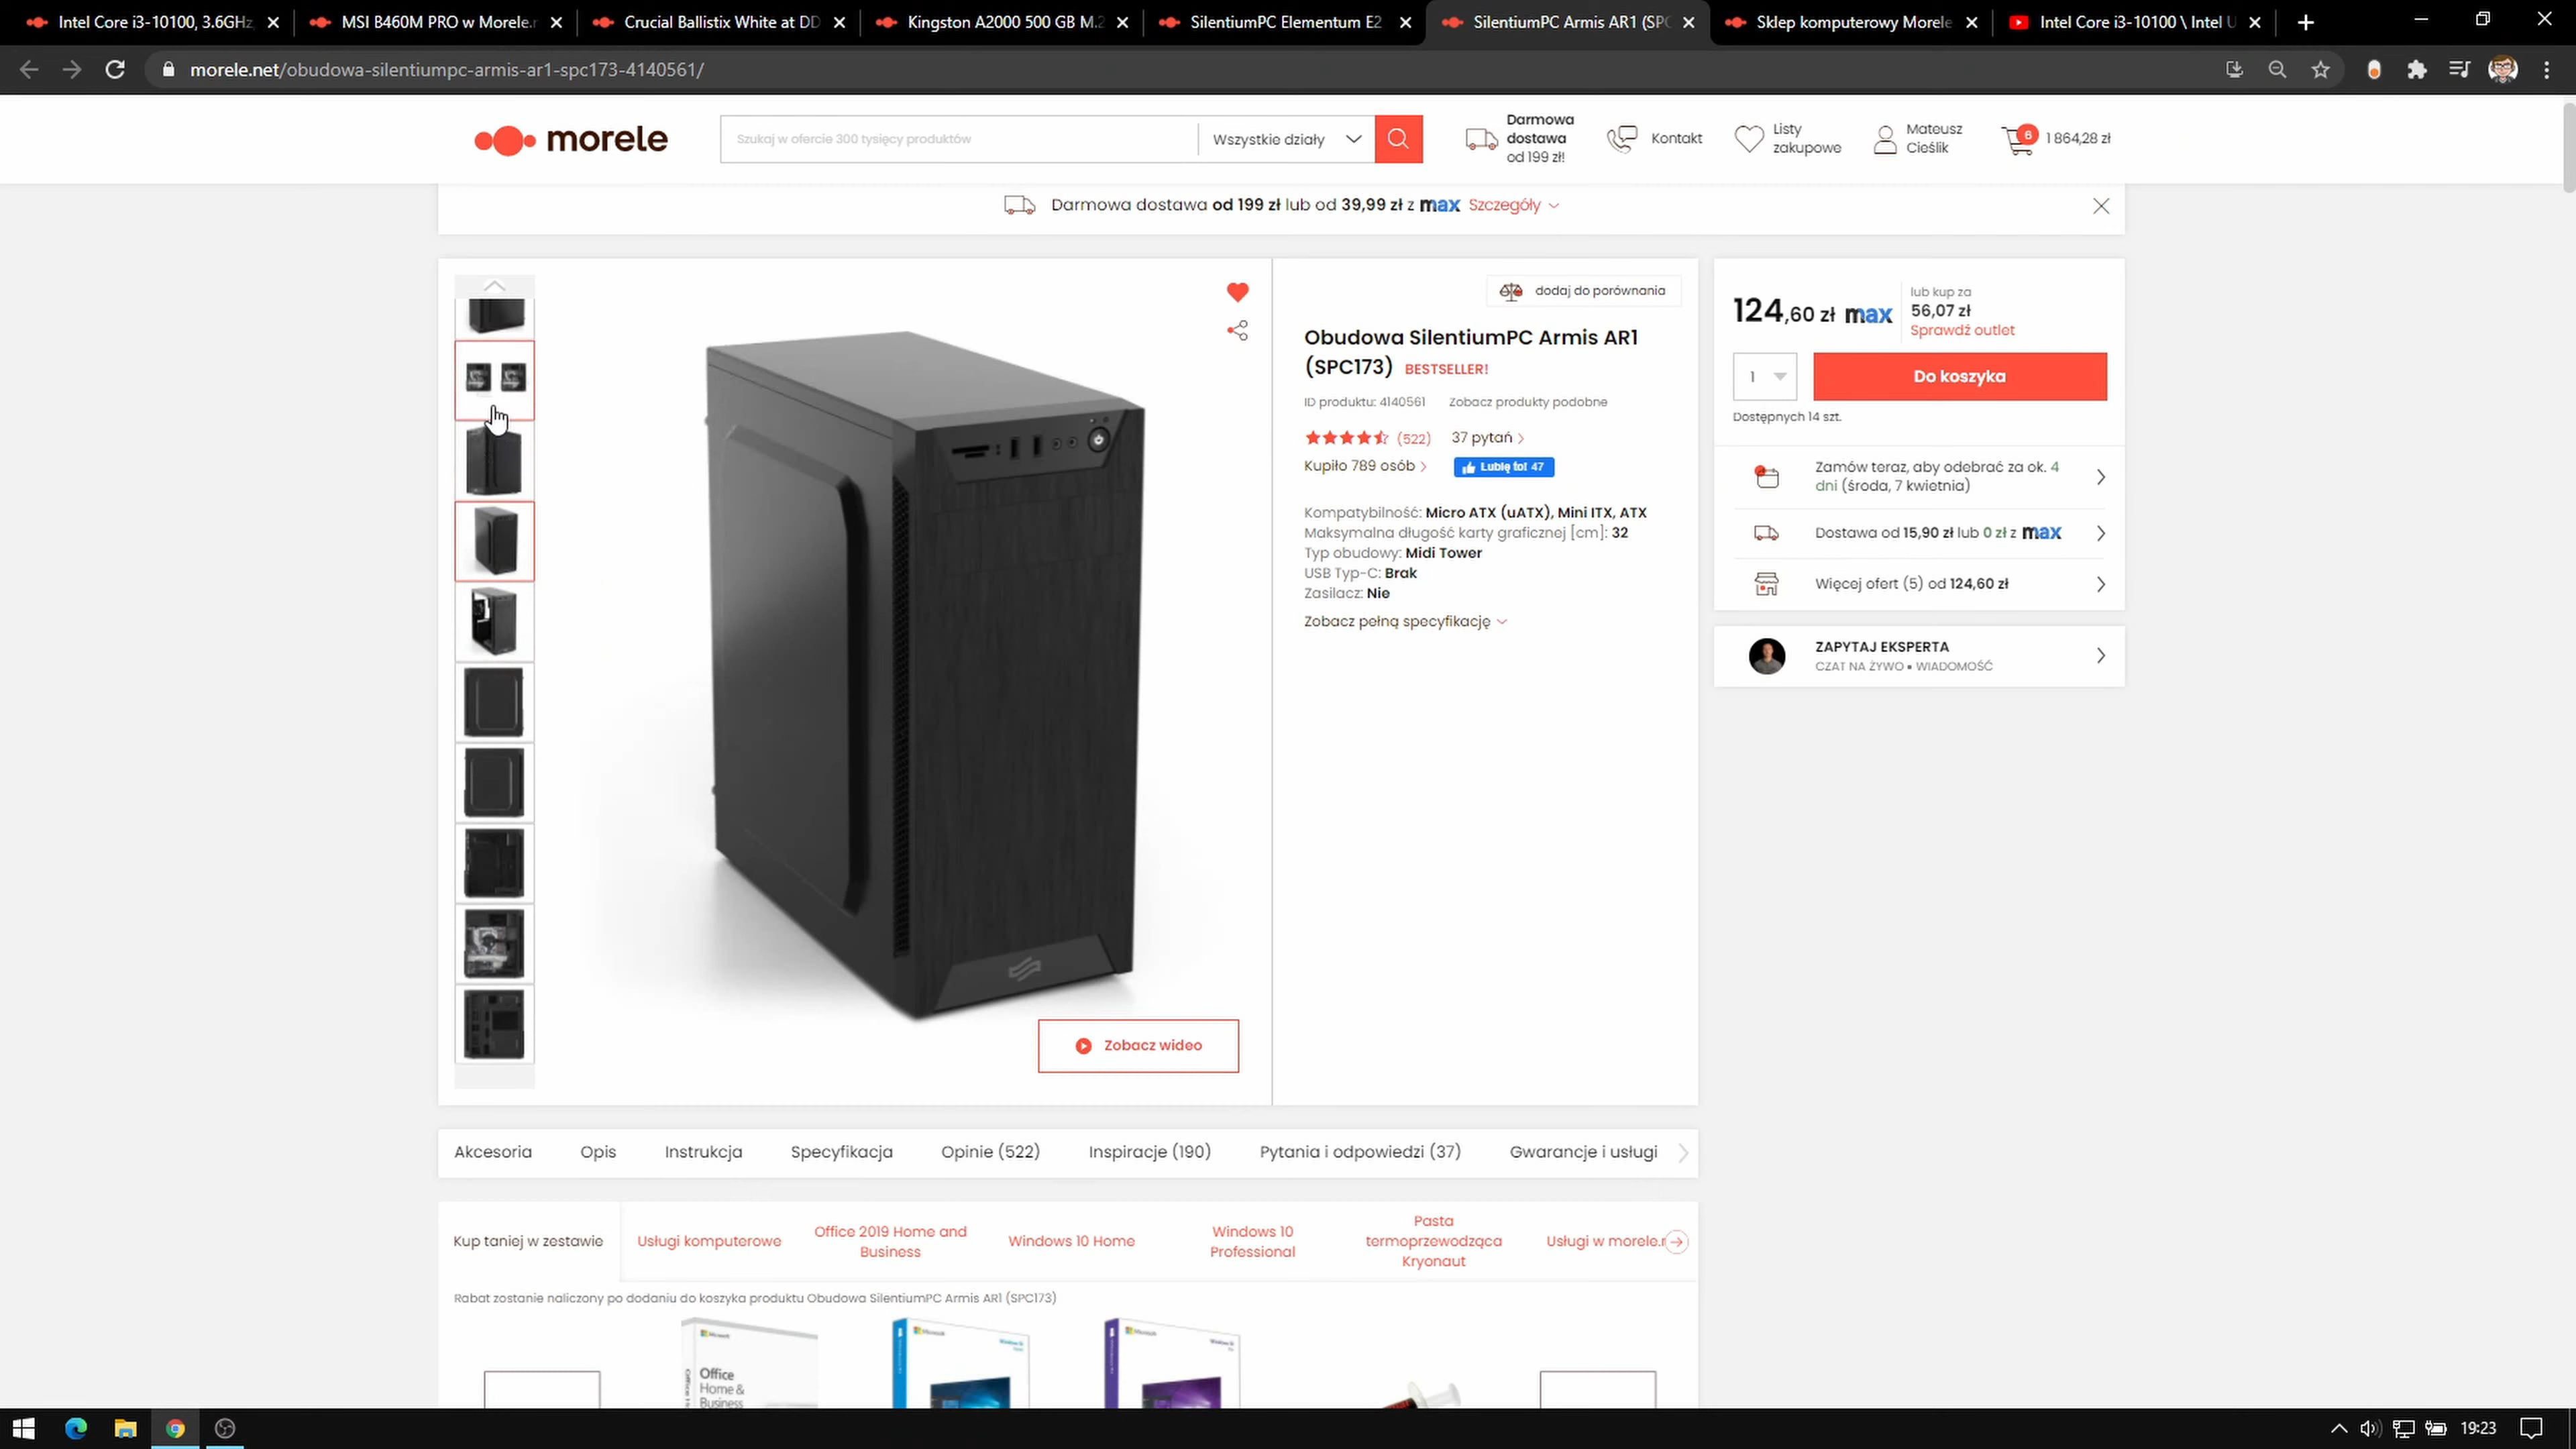 Intel Core i3-10100, 3.6GHz,
MSI B460M PRO w Morele.n
Crucial Ballistix White at DD
Kingston A2000 500 GB M.2
SilentiumPC Elementum E2
SilentiumPC Armis AR1 (SPC
Sklep komputerowy Morele
Intel Core i3-10100 \ Intel U
morele.net/obudowa-silentiumpc-armis-ar1-spc173-4140561/
morele
Szukaj w ofercie 300 tysięcy produktów
Wszystkie działy
Darmowa
dostawa
od 199 zł!
Kontakt
Listy
zakupowe
Mateusz
Cieślik
6
1 864,28 zł
Darmowa dostawa od 199 zł lub od 39,99 zł z max Szczegóły
dodaj do porównania
Obudowa SilentiumPC Armis AR1
(SPC173) BESTSELLER!
ID produktu: 4140561 Zobacz produkty podobne
(522) 37 pytań
Kupiło 789 osób
Lubię to! 47
Kompatybilność: Micro ATX (uATX), Mini ITX, ATX
Maksymalna długość karty graficznej [cm]: 32
Typ obudowy: Midi Tower
USB Typ-C: Brak
Zasilacz: Nie
Zobacz pełną specyfikację
124,60 zł max
lub kup za
56,07 zł
Sprawdź outlet
1
Do koszyka
Dostępnych 14 szt.
Zamów teraz, aby odebrać za ok. 4
dni (środa, 7 kwietnia)
Dostawa od 15,90 zł lub 0 zł z max
Więcej ofert (5) od 124,60 zł
ZAPYTAJ EKSPERTA
CZAT NA ŻYWO • WIADOMOŚĆ
Zobacz wideo
Akcesoria
Opis
Instrukcja
Specyfikacja
Opinie (522)
Inspiracje (190)
Pytania i odpowiedzi (37)
Gwarancje i usługi
Kup taniej w zestawie
Usługi komputerowe
Office 2019 Home and
Business
Windows 10 Home
Windows 10
Professional
Pasta
termoprzewodząca
Kryonaut
Usługi w morele.r
Rabat zostanie naliczony po dodaniu do koszyka produktu Obudowa SilentiumPC Armis AR1 (SPC173)
Microsoft
Office
Home &
Business
Microsoft
Microsoft
19:23